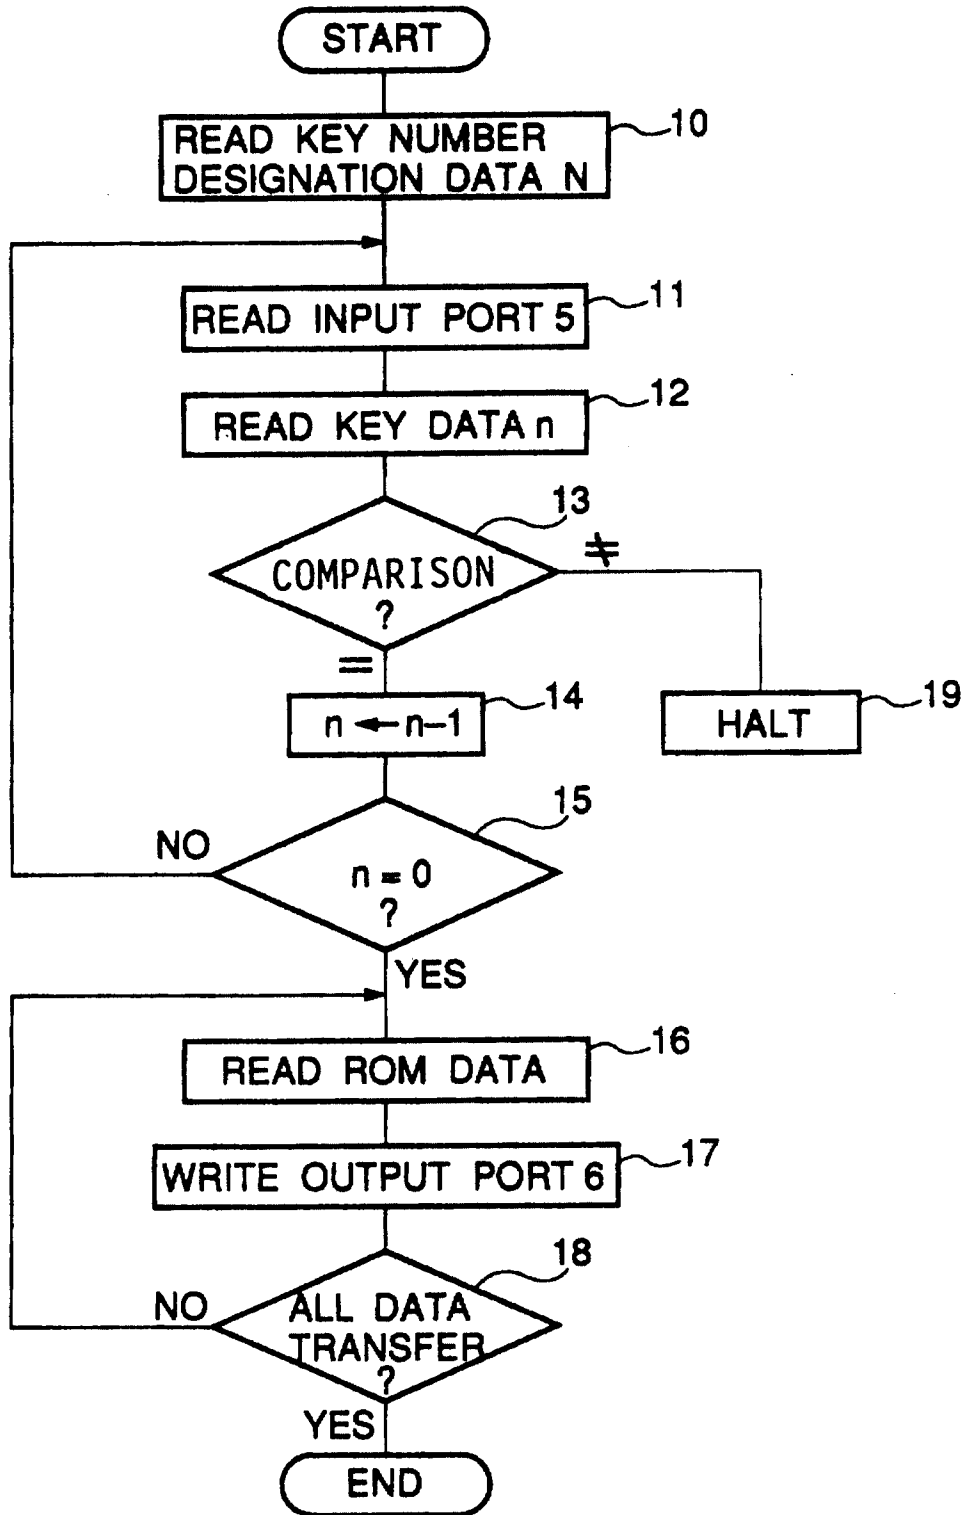 START
READ KEY NUMBER
DESIGNATION DATA N
10
READ INPUT PORT 5
11
READ KEY DATA n
12
COMPARISON
?
13
≠
=
n ← n–1
14
HALT
19
n = 0
?
15
NO
YES
READ ROM DATA
16
WRITE OUTPUT PORT 6
17
ALL DATA
TRANSFER
?
18
NO
YES
END